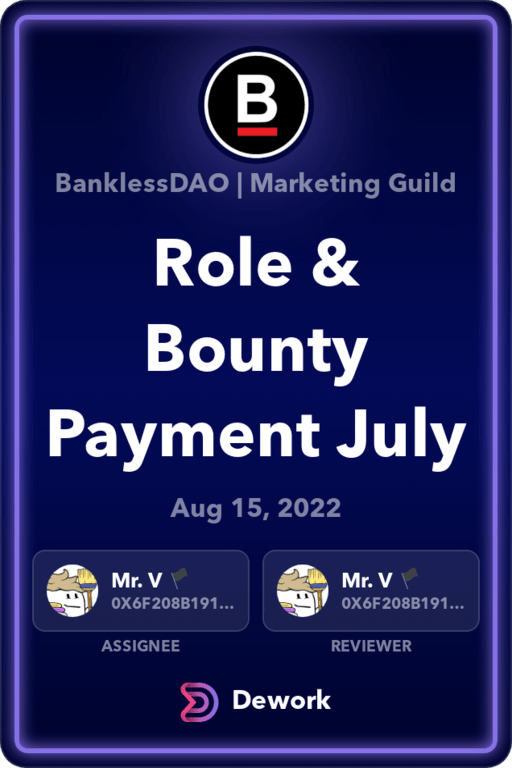 B
BanklessDAO | Marketing Guild
Role &
Bounty
Payment July
Aug 15, 2022
Mr. V 🏴
0X6F208B191...
ASSIGNEE
Mr. V 🏴
0X6F208B191...
REVIEWER
Dework